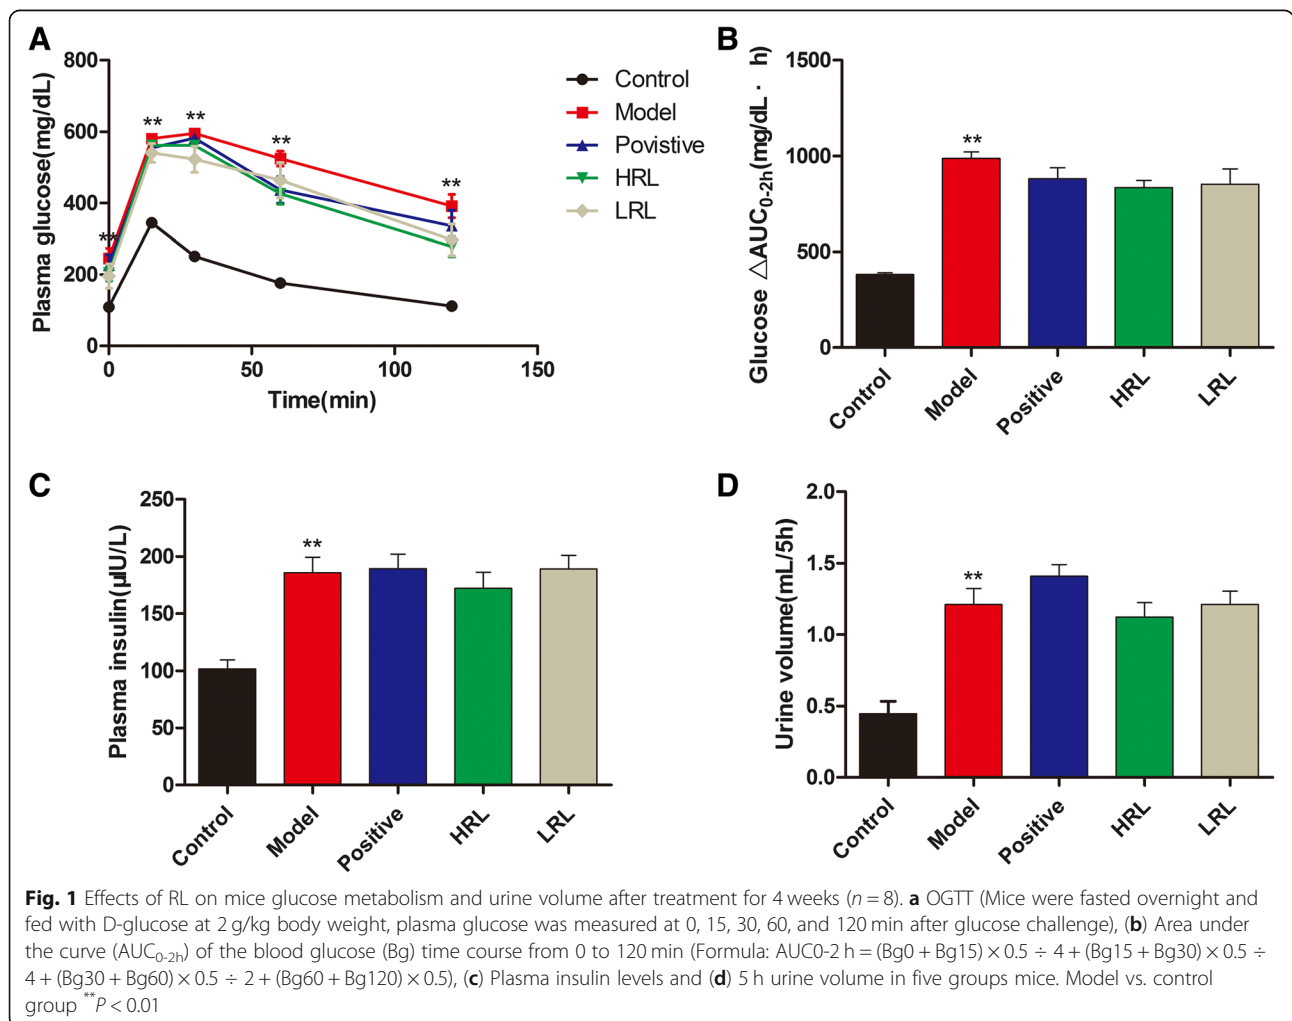 A
800
600
400
200
0
Plasma glucose(mg/dL)
**
**
**
**
**
0
50
100
150
Time(min)
Control
Model
Povistive
HRL
LRL
B
1500
1000
500
0
Glucose △AUC0-2h(mg/dL · h)
**
Control
Model
Positive
HRL
LRL
C
250
200
150
100
50
0
Plasma insulin(μIU/L)
**
Control
Model
Positive
HRL
LRL
D
2.0
1.5
1.0
0.5
0.0
Urine volume(mL/5h)
**
Control
Model
Positive
HRL
LRL
Fig. 1 Effects of RL on mice glucose metabolism and urine volume after treatment for 4 weeks (n = 8). a OGTT (Mice were fasted overnight and
fed with D-glucose at 2 g/kg body weight, plasma glucose was measured at 0, 15, 30, 60, and 120 min after glucose challenge), (b) Area under
the curve (AUC0-2h) of the blood glucose (Bg) time course from 0 to 120 min (Formula: AUC0-2 h = (Bg0 + Bg15) × 0.5 ÷ 4 + (Bg15 + Bg30) × 0.5 ÷
4 + (Bg30 + Bg60) × 0.5 ÷ 2 + (Bg60 + Bg120) × 0.5), (c) Plasma insulin levels and (d) 5 h urine volume in five groups mice. Model vs. control
group **P < 0.01